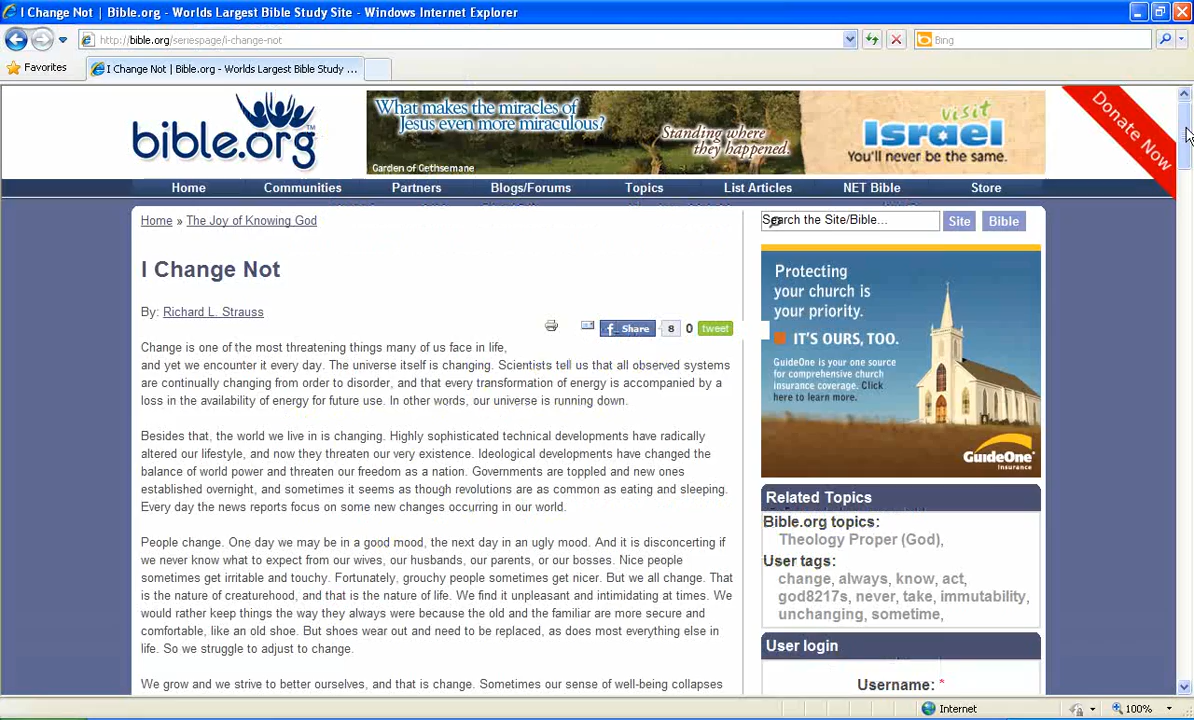 I Change Not | Bible.org - Worlds Largest Bible Study Site - Windows Internet Explorer
http://bible.org/seriespage/i-change-not
Bing
Favorites
I Change Not | Bible.org - Worlds Largest Bible Study ...
bible.org
TM
What makes the miracles of
Jesus even more miraculous?
Standing where
they happened.
Garden of Gethsemane
visit
Israel
You'll never be the same.
Donate Now
Home Communities Partners Blogs/Forums Topics List Articles NET Bible Store
Home » The Joy of Knowing God
Search the Site/Bible... Site Bible
I Change Not
By: Richard L. Strauss
Share 8 0 tweet
Change is one of the most threatening things many of us face in life,
and yet we encounter it every day. The universe itself is changing. Scientists tell us that all observed systems
are continually changing from order to disorder, and that every transformation of energy is accompanied by a
loss in the availability of energy for future use. In other words, our universe is running down.
Besides that, the world we live in is changing. Highly sophisticated technical developments have radically
altered our lifestyle, and now they threaten our very existence. Ideological developments have changed the
balance of world power and threaten our freedom as a nation. Governments are toppled and new ones
established overnight, and sometimes it seems as though revolutions are as common as eating and sleeping.
Every day the news reports focus on some new changes occurring in our world.
People change. One day we may be in a good mood, the next day in an ugly mood. And it is disconcerting if
we never know what to expect from our wives, our husbands, our parents, or our bosses. Nice people
sometimes get irritable and touchy. Fortunately, grouchy people sometimes get nicer. But we all change. That
is the nature of creaturehood, and that is the nature of life. We find it unpleasant and intimidating at times. We
would rather keep things the way they always were because the old and the familiar are more secure and
comfortable, like an old shoe. But shoes wear out and need to be replaced, as does most everything else in
life. So we struggle to adjust to change.
We grow and we strive to better ourselves, and that is change. Sometimes our sense of well-being collapses
Protecting
your church is
your priority.
IT'S OURS, TOO.
GuideOne is your one source
for comprehensive church
insurance coverage. Click
here to learn more.
GuideOne
Insurance
Related Topics
Bible.org topics:
Theology Proper (God),
User tags:
change, always, know, act,
god8217s, never, take, immutability,
unchanging, sometime,
User login
Username: *
Internet
100%